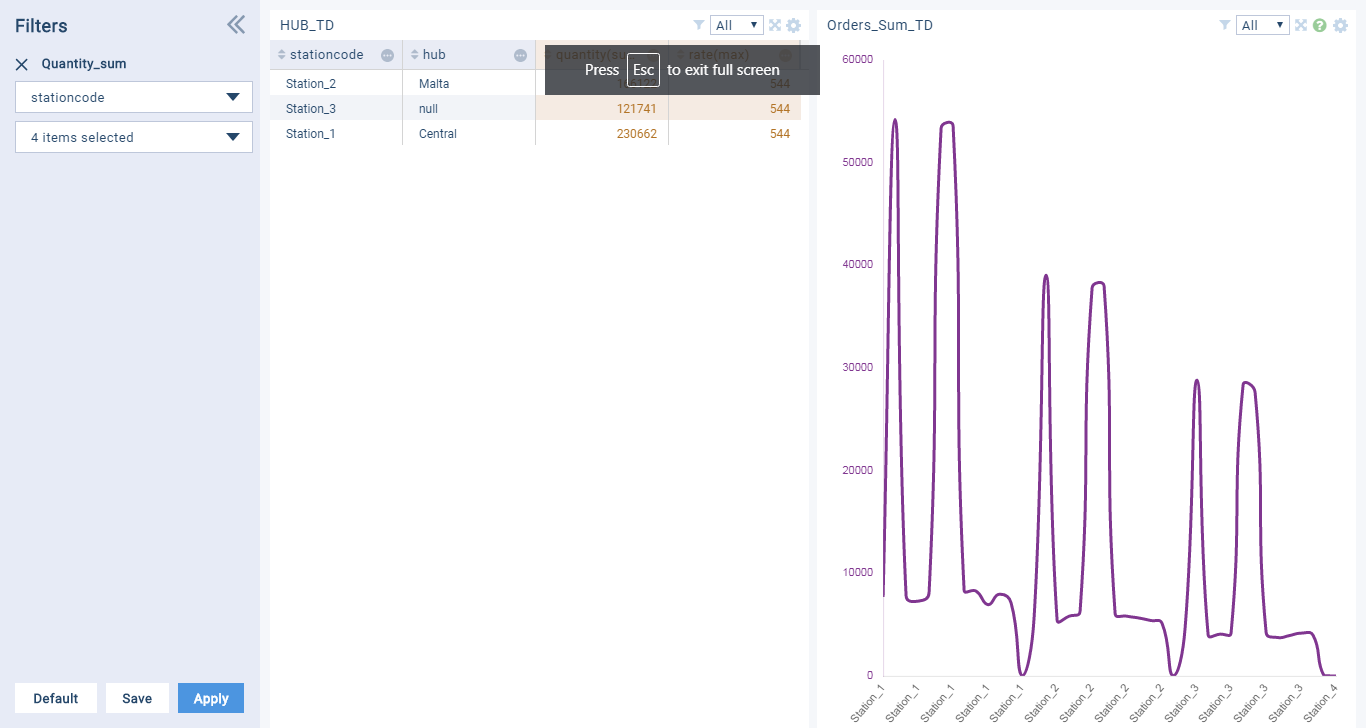 Filters
Quantity_sum
stationcode
4 items selected
Default Save Apply
HUB_TD All
stationcode hub quantity(su rate(max)
Press Esc to exit full screen
Station_2 Malta 544
Station_3 null 121741 544
Station_1 Central 230662 544
Orders_Sum_TD All ?
60000
50000
40000
30000
20000
10000
0
Station_1 Station_1 Station_1 Station_1 Station_1 Station_2 Station_2 Station_2 Station_2 Station_3 Station_3 Station_3 Station_3 Station_4